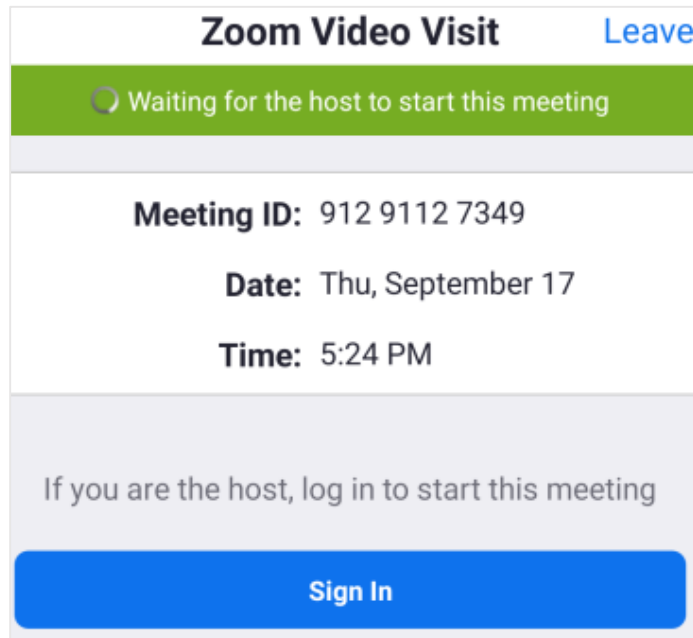 Zoom Video Visit Leave
Waiting for the host to start this meeting
Meeting ID: 912 9112 7349
Date: Thu, September 17
Time: 5:24 PM
If you are the host, log in to start this meeting
Sign In